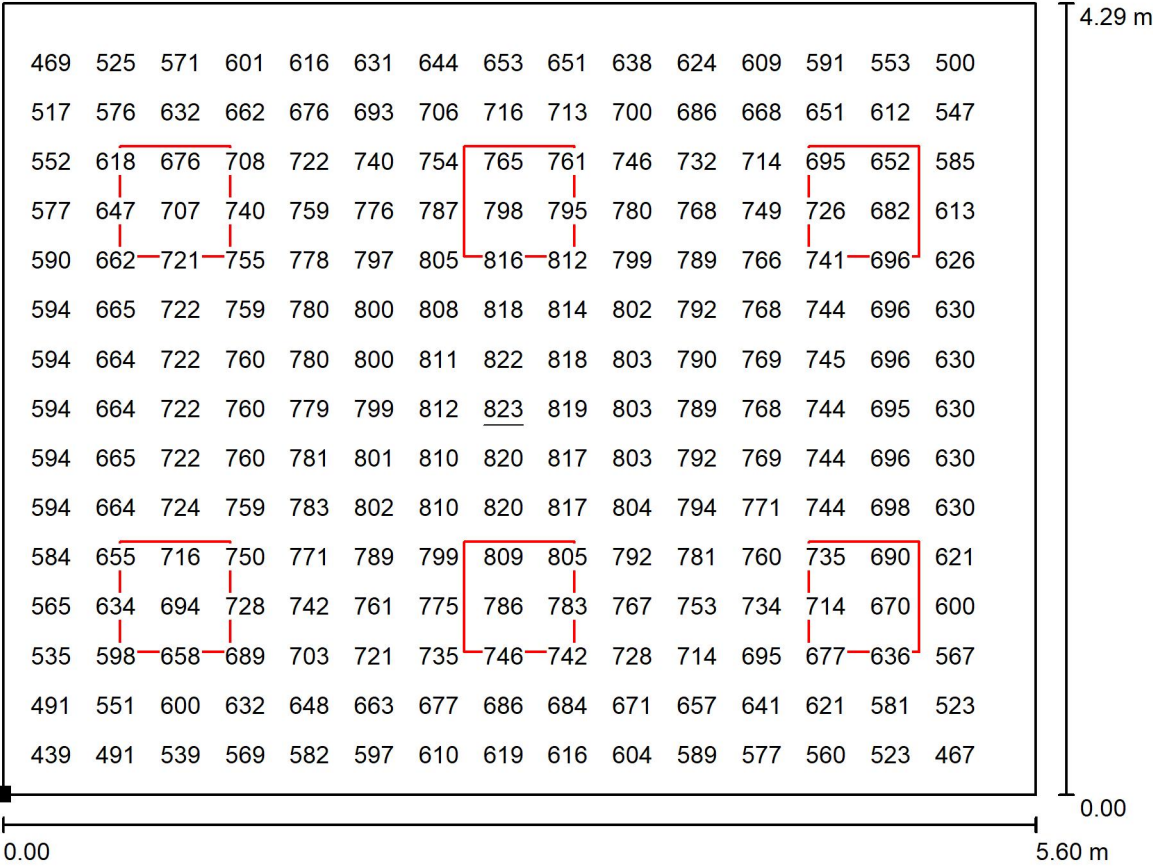 4.29 m
469 525 571 601 616 631 644 653 651 638 624 609 591 553 500
517 576 632 662 676 693 706 716 713 700 686 668 651 612 547
552 618 676 708 722 740 754 765 761 746 732 714 695 652 585
577 647 707 740 759 776 787 798 795 780 768 749 726 682 613
590 662 721 755 778 797 805 816 812 799 789 766 741 696 626
594 665 722 759 780 800 808 818 814 802 792 768 744 696 630
594 664 722 760 780 800 811 822 818 803 790 769 745 696 630
594 664 722 760 779 799 812 823 819 803 789 768 744 695 630
594 665 722 760 781 801 810 820 817 803 792 769 744 696 630
594 664 724 759 783 802 810 820 817 804 794 771 744 698 630
584 655 716 750 771 789 799 809 805 792 781 760 735 690 621
565 634 694 728 742 761 775 786 783 767 753 734 714 670 600
535 598 658 689 703 721 735 746 742 728 714 695 677 636 567
491 551 600 632 648 663 677 686 684 671 657 641 621 581 523
439 491 539 569 582 597 610 619 616 604 589 577 560 523 467
0.00
0.00 5.60 m